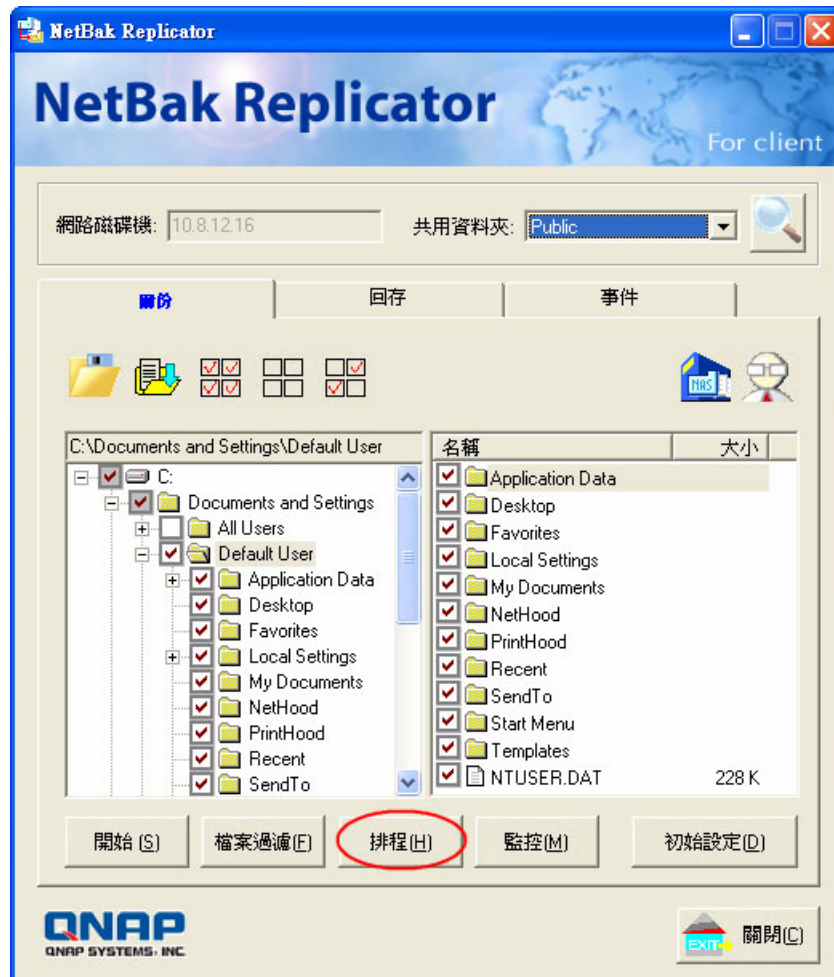 NetBak Replicator
NetBak Replicator
For client
網路磁碟機: 10.8.12.16 共用資料夾: Public
備份 回存 事件
NAS
C:\Documents and Settings\Default User
C:
Documents and Settings
All Users
Default User
Application Data
Desktop
Favorites
Local Settings
My Documents
NetHood
PrintHood
Recent
SendTo
名稱 大小
Application Data
Desktop
Favorites
Local Settings
My Documents
NetHood
PrintHood
Recent
SendTo
Start Menu
Templates
NTUSER.DAT 228 K
開始 (S) 檔案過濾(F) 排程(H) 監控(M) 初始設定(D)
QNAP
QNAP SYSTEMS, INC
EXIT 關閉(C)